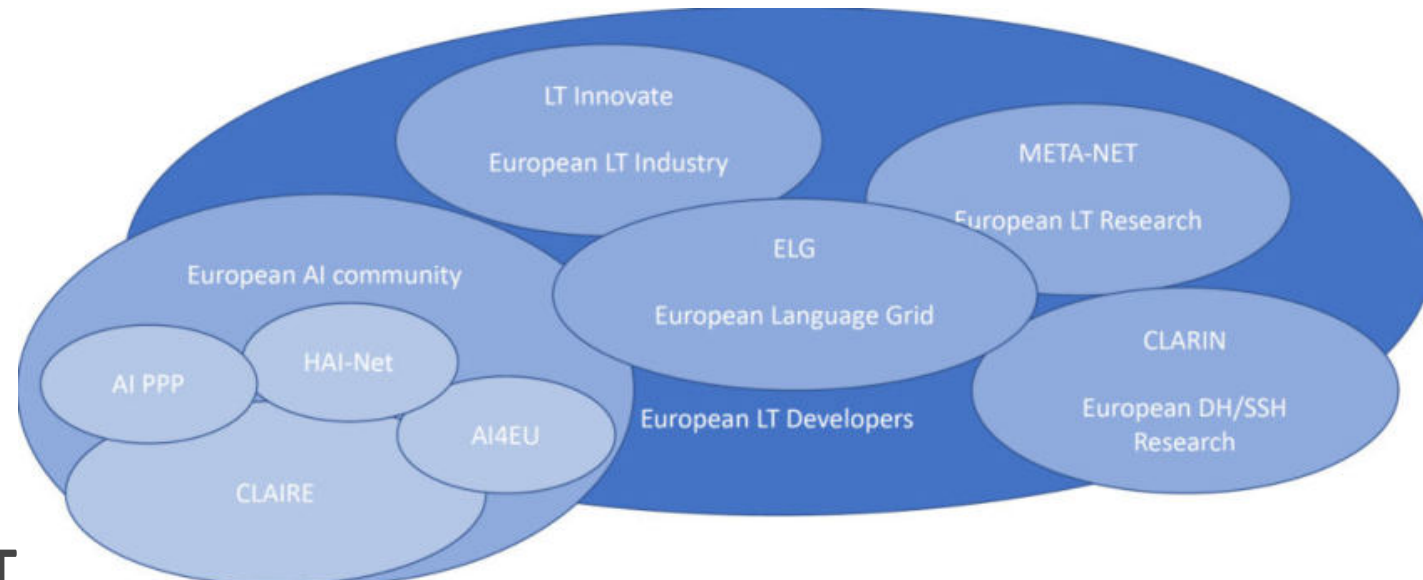 LT Innovate
European LT Industry
META-NET
European LT Research
ELG
European Language Grid
European AI community
HAI-Net
AI PPP
AI4EU
CLAIRE
European LT Developers
CLARIN
European DH/SSH
Research
T